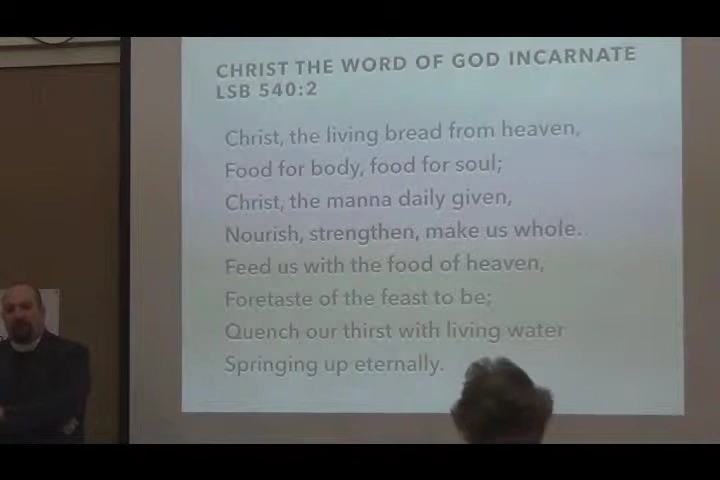 CHRIST THE WORD OF GOD INCARNATE
LSB 540:2
Christ, the living bread from heaven,
Food for body, food for soul;
Christ, the manna daily given,
Nourish, strengthen, make us whole.
Feed us with the food of heaven,
Foretaste of the feast to be;
Quench our thirst with living water
Springing up eternally.